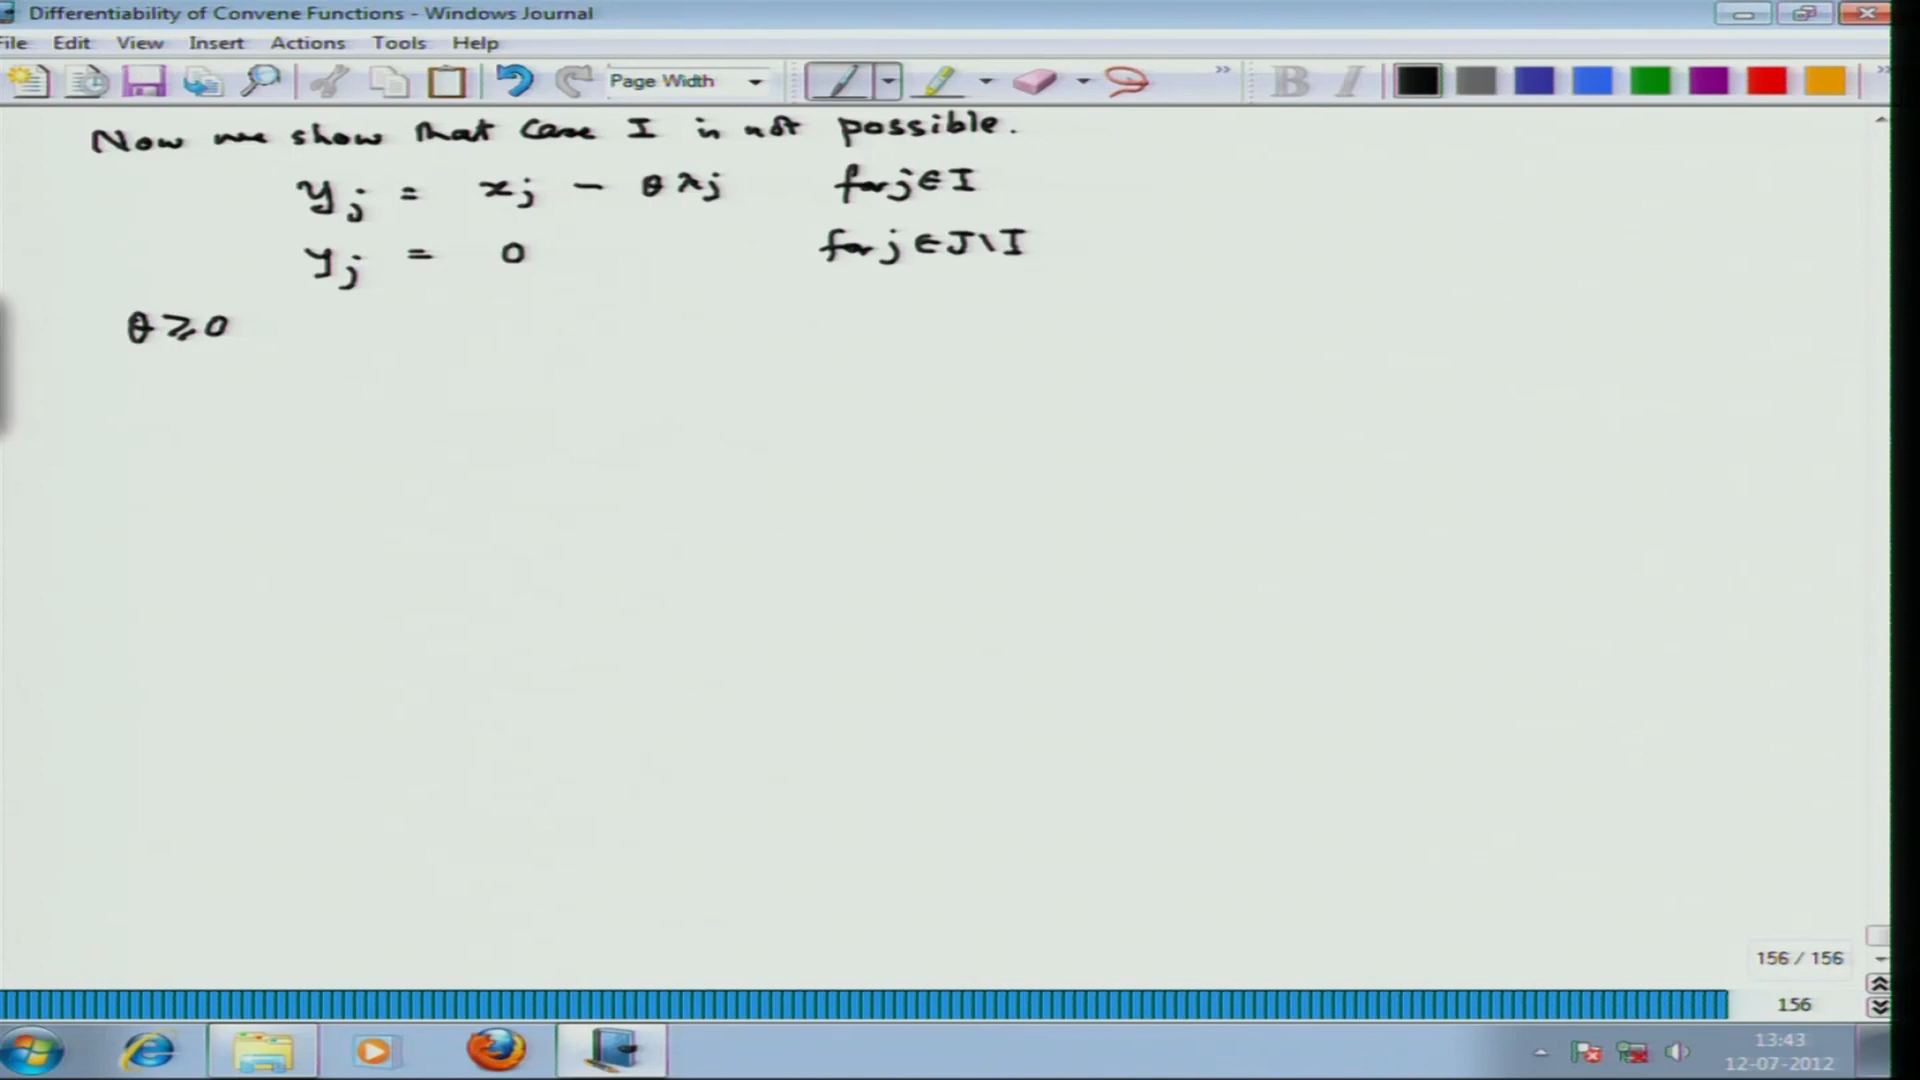 Differentiability of Convene Functions - Windows Journal
File Edit View Insert Actions Tools Help
Page Width
B I
Now we show that Case I is not possible.
yj = xj - θ λj for j ∈ I
yj = 0 for j ∈ J \ I
θ ⩾ 0
156 / 156
156
13:43
12-07-2012